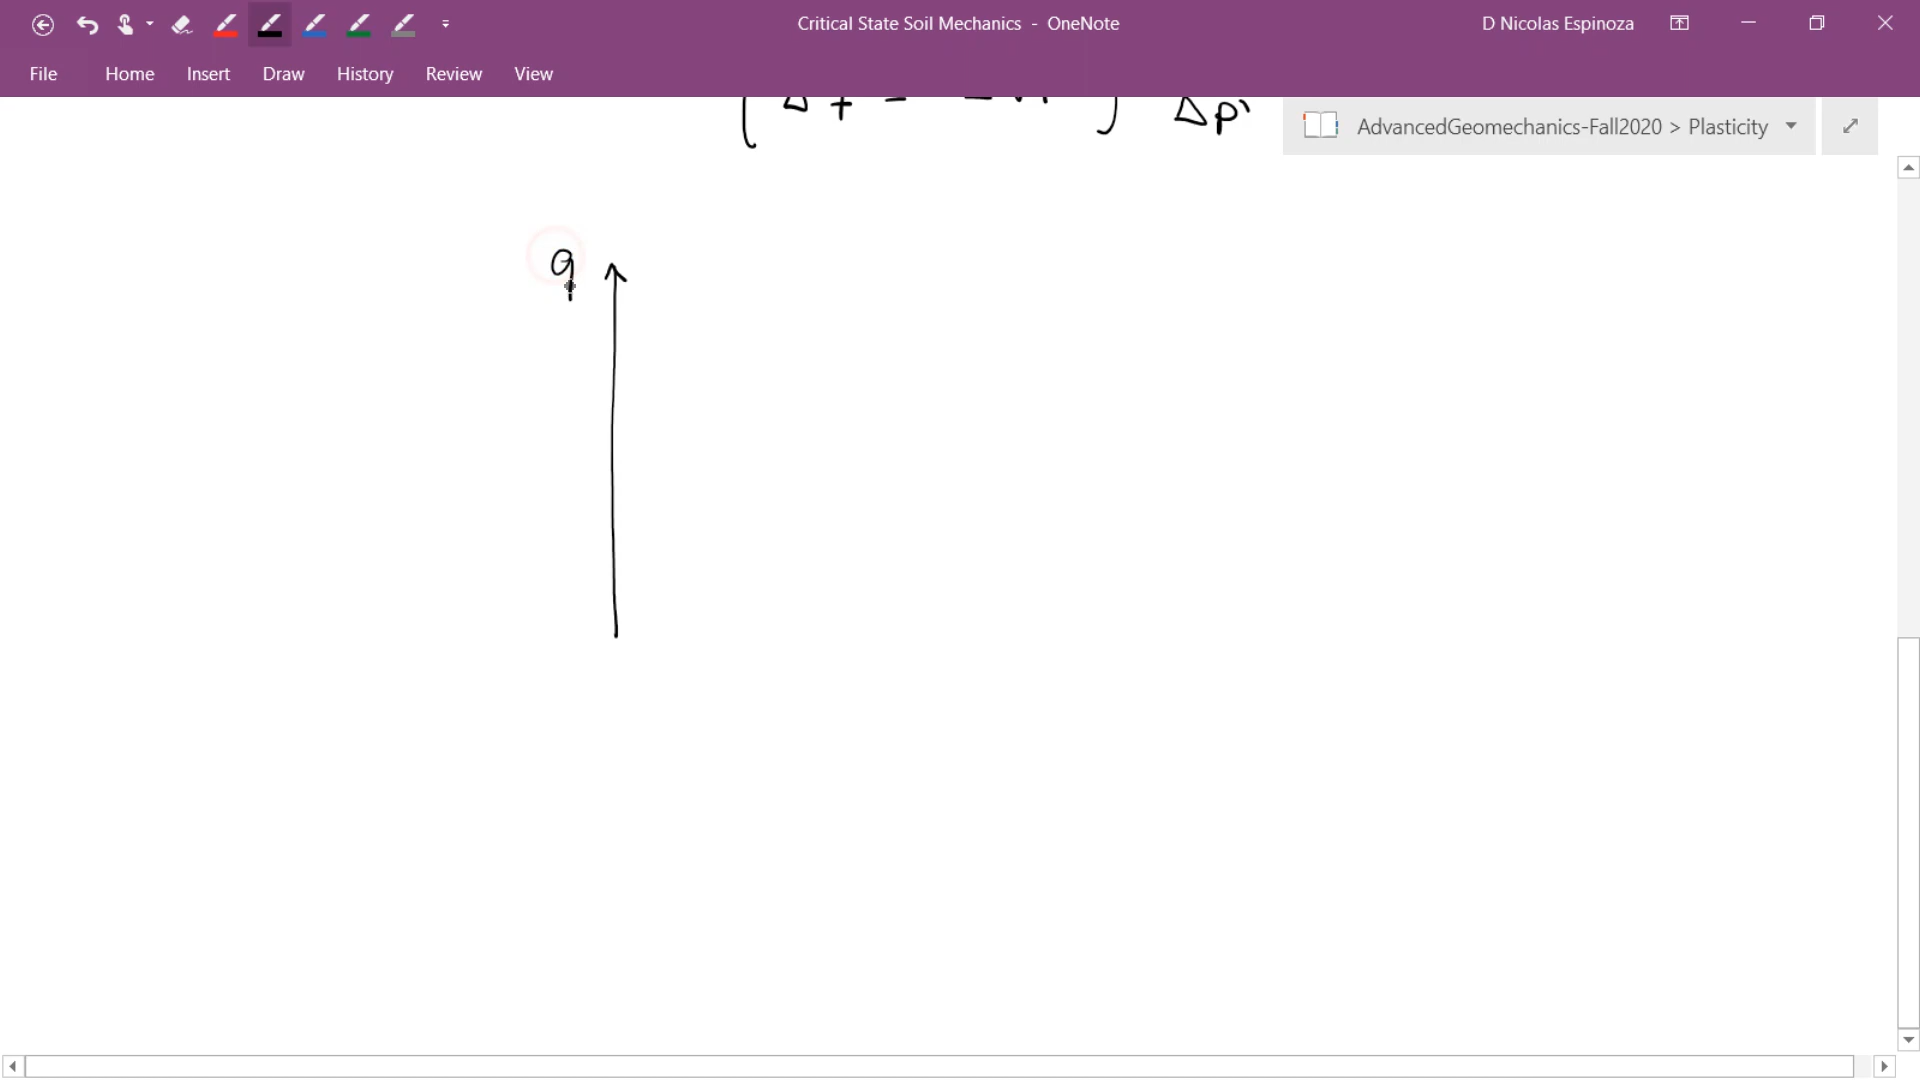 Critical State Soil Mechanics - OneNote
D Nicolas Espinoza
File Home Insert Draw History Review View
Δp'
AdvancedGeomechanics-Fall2020 > Plasticity
q